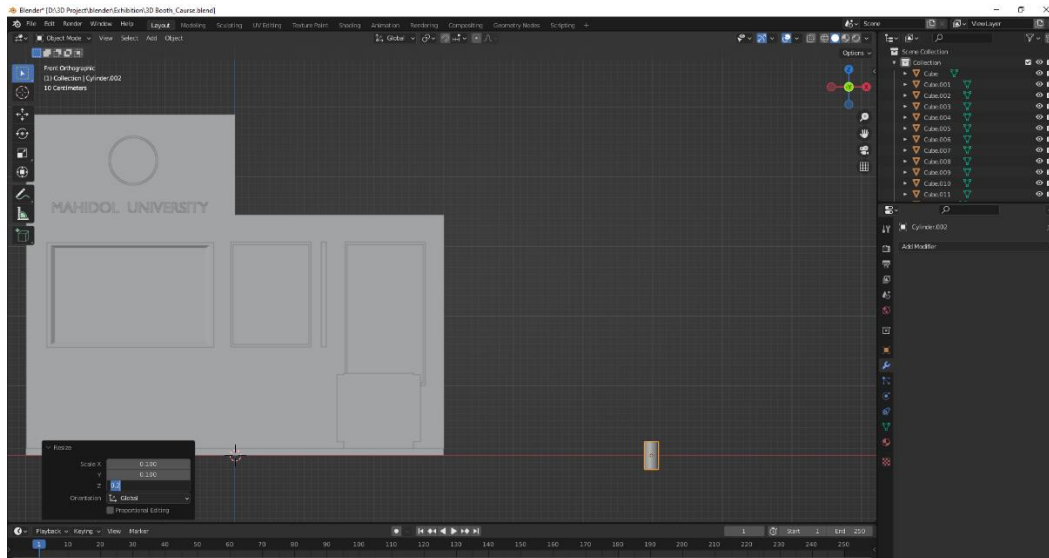 Blender* [D:\3D Project\blender\Exhibition\3D Booth_Caurse.blend]
File Edit Render Window Help Layout Modeling Sculpting UV Editing Texture Paint Shading Animation Rendering Compositing Geometry Nodes Scripting +
Scene ViewLayer
Object Mode View Select Add Object Global
Options
Front Orthographic
(1) Collection | Cylinder.002
10 Centimeters
Scene Collection
Collection
Cube
Cube.001
Cube.002
Cube.003
Cube.004
Cube.005
Cube.006
Cube.007
Cube.008
Cube.009
Cube.010
Cube.011
MAHIDOL UNIVERSITY
Cylinder.002
Add Modifier
Resize
Scale X 0.100
Y 0.100
Z 0.2
Orientation Global
Proportional Editing
Playback Keying View Marker 1 Start 1 End 250
1 10 20 30 40 50 60 70 80 90 100 110 120 130 140 150 160 170 180 190 200 210 220 230 240 250